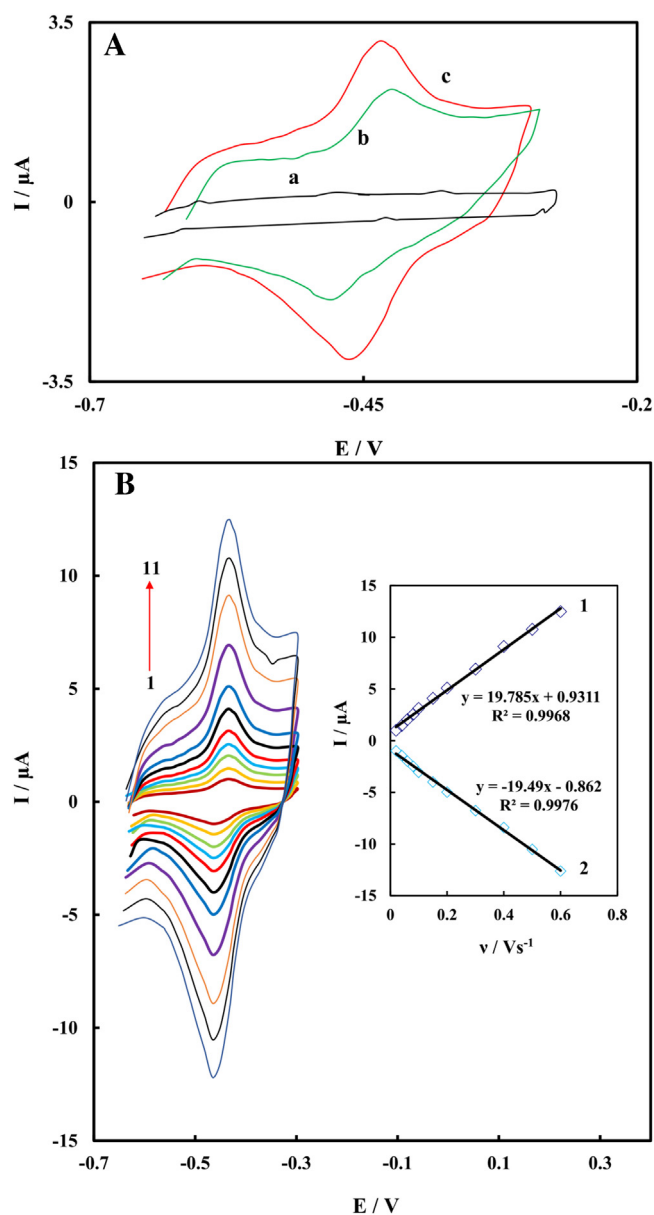 A
3.5
c
b
a
I / µA
0
-3.5
-0.7
-0.45
-0.2
E / V
B
15
11
10
1
5
I / µA
0
-5
-10
-15
-0.7
-0.5
-0.3
-0.1
0.1
0.3
E / V
15
1
10
5
y = 19.785x + 0.9311
R² = 0.9968
I / µA
0
y = -19.49x - 0.862
R² = 0.9976
-5
-10
2
-15
0
0.2
0.4
0.6
0.8
ν / Vs⁻¹